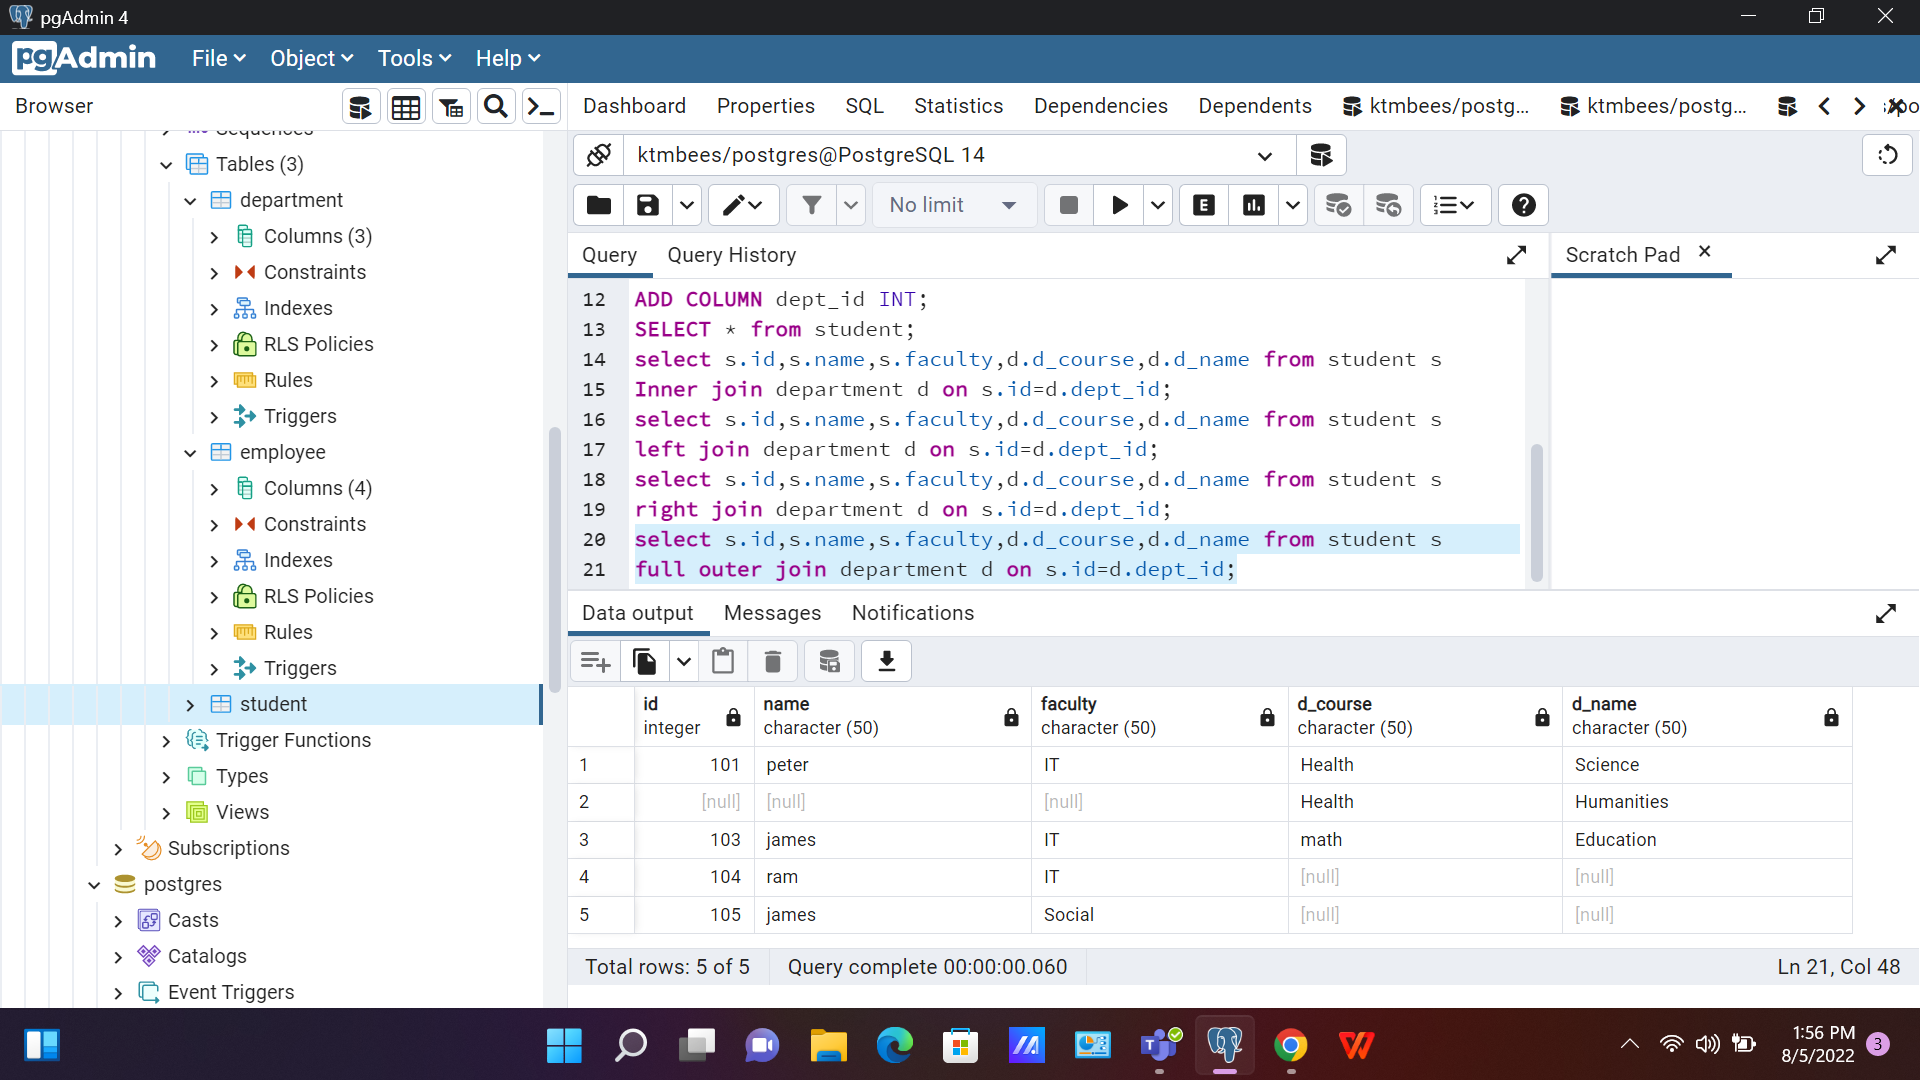 pgAdmin 4
pgAdmin File Object Tools Help
Browser
Sequences
Tables (3)
department
Columns (3)
Constraints
Indexes
RLS Policies
Rules
Triggers
employee
Columns (4)
Constraints
Indexes
RLS Policies
Rules
Triggers
student
Trigger Functions
Types
Views
Subscriptions
postgres
Casts
Catalogs
Event Triggers
Dashboard Properties SQL Statistics Dependencies Dependents ktmbees/postg... ktmbees/postg...
ktmbees/postgres@PostgreSQL 14
No limit E
Query Query History
Scratch Pad
12 ADD COLUMN dept_id INT;
13 SELECT * from student;
14 select s.id,s.name,s.faculty,d.d_course,d.d_name from student s
15 Inner join department d on s.id=d.dept_id;
16 select s.id,s.name,s.faculty,d.d_course,d.d_name from student s
17 left join department d on s.id=d.dept_id;
18 select s.id,s.name,s.faculty,d.d_course,d.d_name from student s
19 right join department d on s.id=d.dept_id;
20 select s.id,s.name,s.faculty,d.d_course,d.d_name from student s
21 full outer join department d on s.id=d.dept_id;
Data output Messages Notifications
id name faculty d_course d_name
integer character (50) character (50) character (50) character (50)
1 101 peter IT Health Science
2 [null] [null] [null] Health Humanities
3 103 james IT math Education
4 104 ram IT [null] [null]
5 105 james Social [null] [null]
Total rows: 5 of 5 Query complete 00:00:00.060 Ln 21, Col 48
1:56 PM
8/5/2022 3